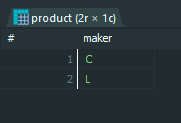 product (2r × 1c)
# maker
1 C
2 L